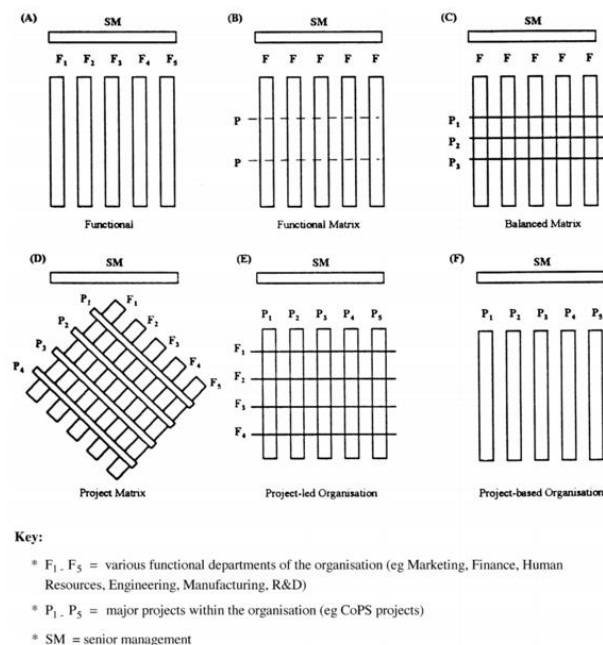 (A)
SM
F₁ F₂ F₃ F₄ F₅
Functional
(B)
SM
F F F F F
P
P
Functional Matrix
(C)
SM
F F F F F
P₁
P₂
P₃
Balanced Matrix
(D)
SM
P₁
P₂
P₃
P₄
F₁
F₂
F₃
F₄
F₅
Project Matrix
(E)
SM
P₁ P₂ P₃ P₄ P₅
F₁
F₂
F₃
F₄
Project-led Organisation
(F)
SM
P₁ P₂ P₃ P₄ P₅
Project-based Organisation
Key:
* F₁ - F₅ = various functional departments of the organisation (eg Marketing, Finance, Human
Resources, Engineering, Manufacturing, R&D)
* P₁ - P₅ = major projects within the organisation (eg CoPS projects)
* SM = senior management